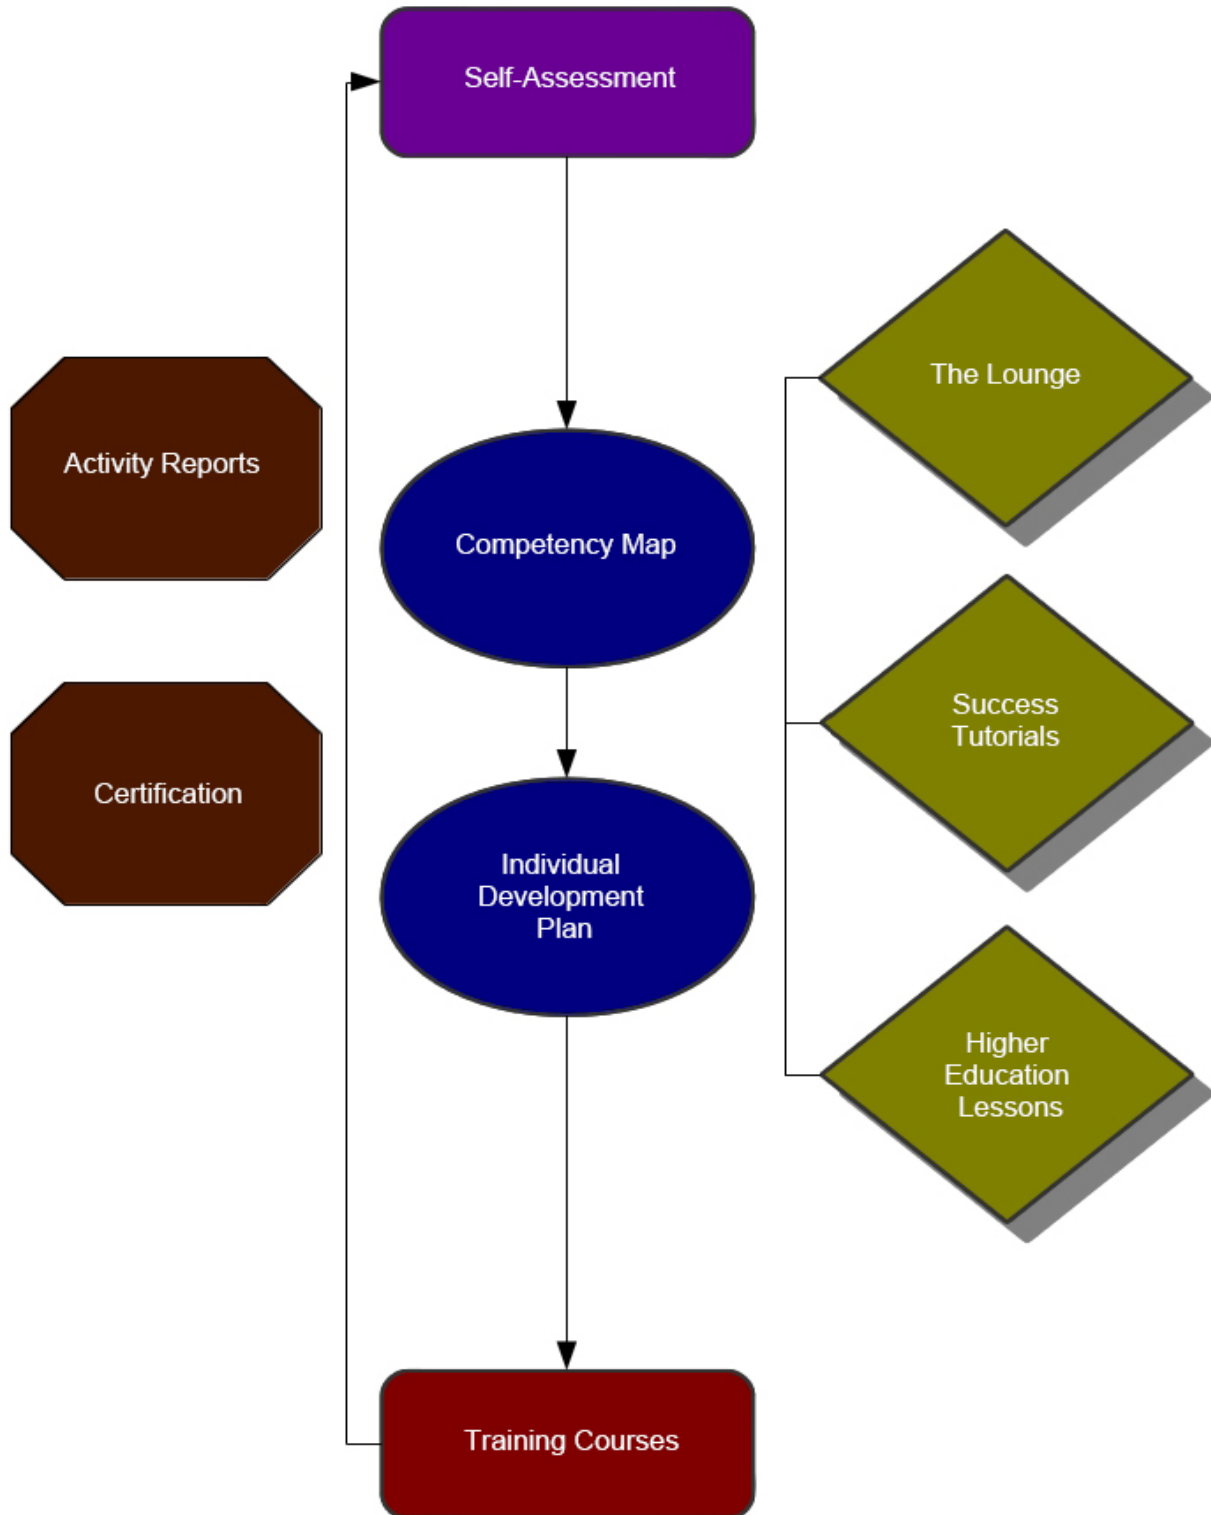 Self-Assessment
The Lounge
Activity Reports
Competency Map
Success
Tutorials
Certification
Individual
Development
Plan
Higher
Education
Lessons
Training Courses